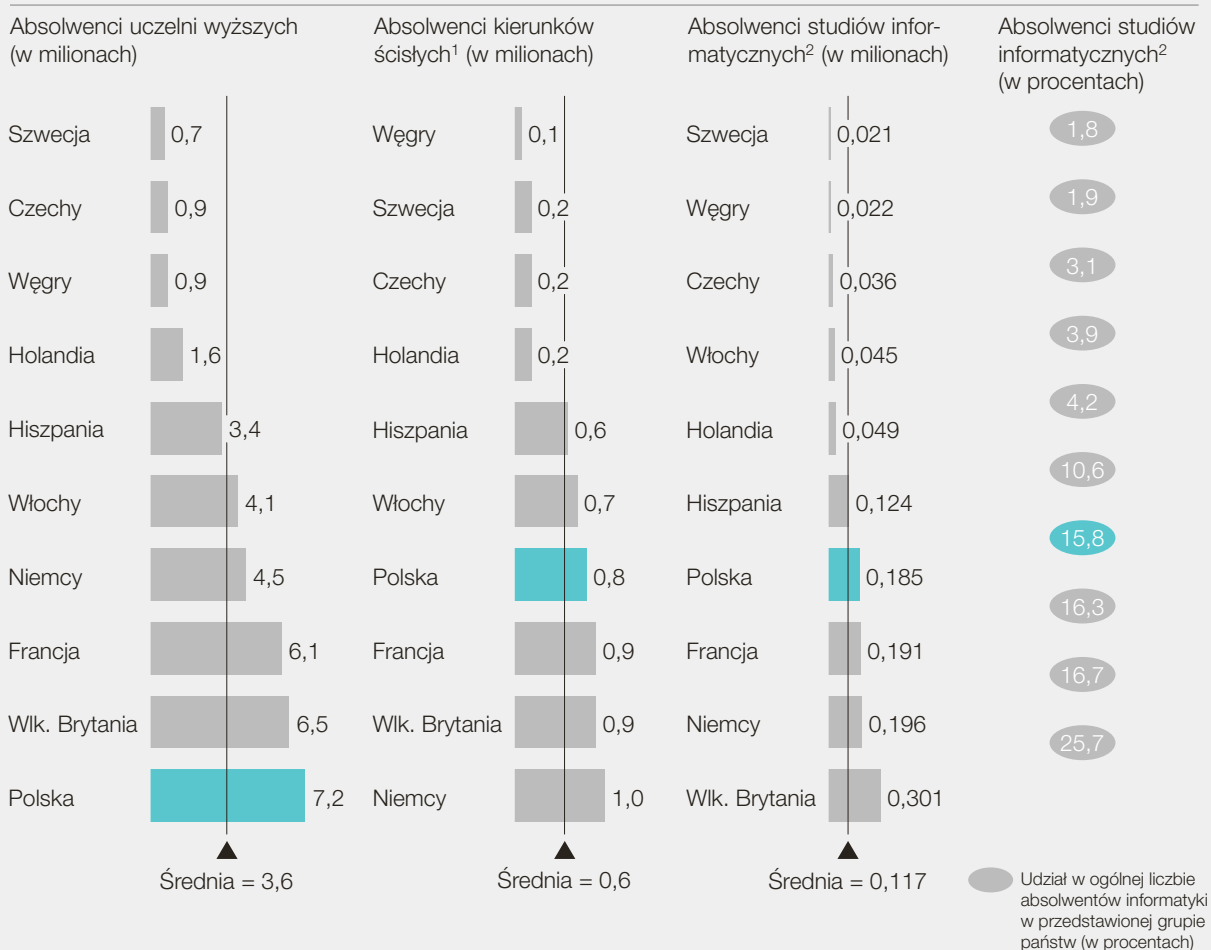 Absolwenci uczelni wyższych
(w milionach)
Szwecja 0,7
Czechy 0,9
Węgry 0,9
Holandia 1,6
Hiszpania 3,4
Włochy 4,1
Niemcy 4,5
Francja 6,1
Wlk. Brytania 6,5
Polska 7,2
Średnia = 3,6
Absolwenci kierunków
ścisłych¹ (w milionach)
Węgry 0,1
Szwecja 0,2
Czechy 0,2
Holandia 0,2
Hiszpania 0,6
Włochy 0,7
Polska 0,8
Francja 0,9
Wlk. Brytania 0,9
Niemcy 1,0
Średnia = 0,6
Absolwenci studiów infor-
matycznych² (w milionach)
Szwecja 0,021
Węgry 0,022
Czechy 0,036
Włochy 0,045
Holandia 0,049
Hiszpania 0,124
Polska 0,185
Francja 0,191
Niemcy 0,196
Wlk. Brytania 0,301
Średnia = 0,117
Absolwenci studiów
informatycznych²
(w procentach)
1,8
1,9
3,1
3,9
4,2
10,6
15,8
16,3
16,7
25,7
Udział w ogólnej liczbie
absolwentów informatyki
w przedstawionej grupie
państw (w procentach)